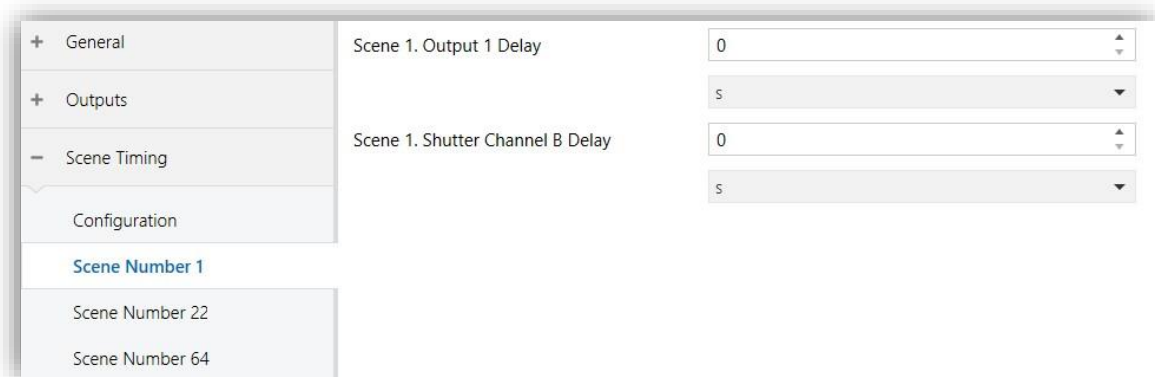 General
Outputs
Scene Timing
Configuration
Scene Number 1
Scene Number 22
Scene Number 64
Scene 1. Output 1 Delay
0
s
Scene 1. Shutter Channel B Delay
0
s